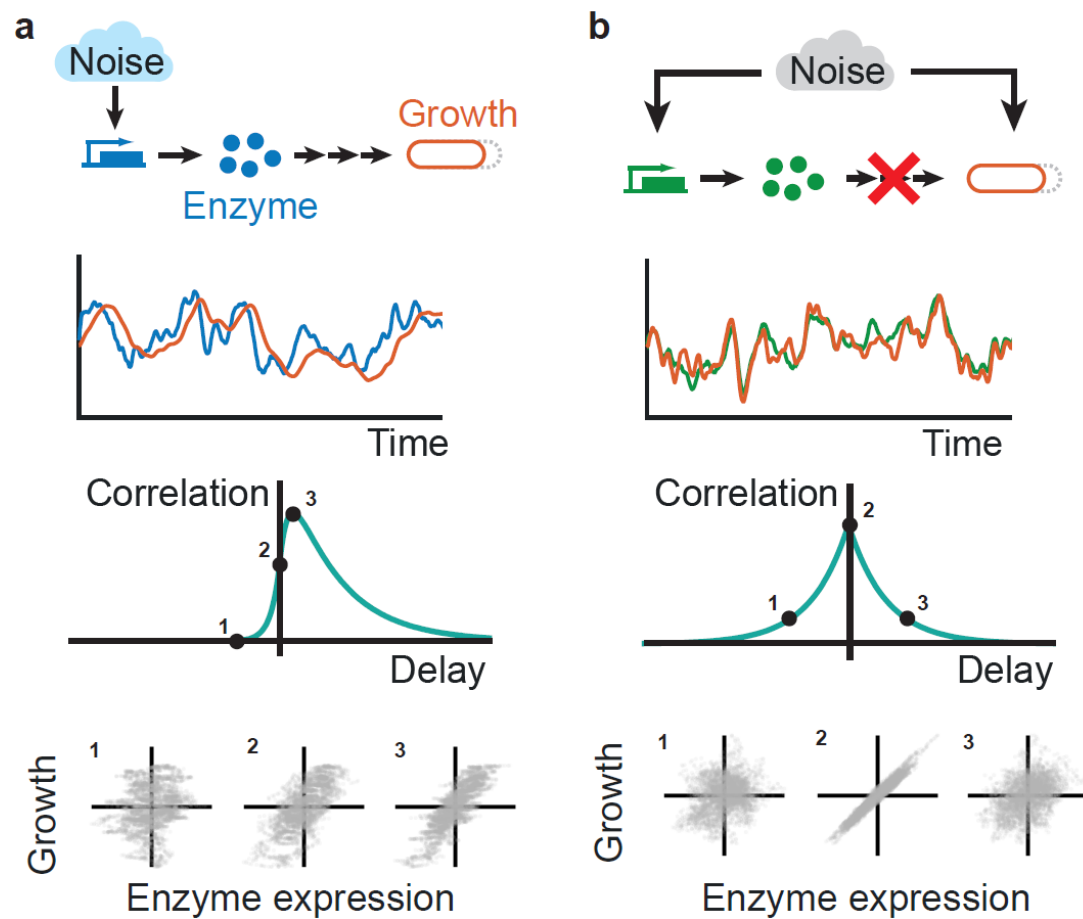 a
Noise
Growth
Enzyme
Time
Correlation
3
2
1
Delay
1
2
3
Growth
Enzyme expression
b
Noise
Time
Correlation
2
1
3
Delay
1
2
3
Growth
Enzyme expression